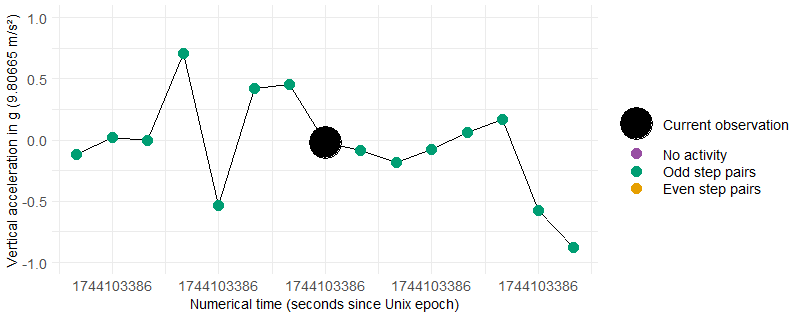 Vertical acceleration in g (9.80665 m/s²)
1.0
0.5
0.0
-0.5
-1.0
1744103386 1744103386 1744103386 1744103386 1744103386
Numerical time (seconds since Unix epoch)
Current observation
No activity
Odd step pairs
Even step pairs